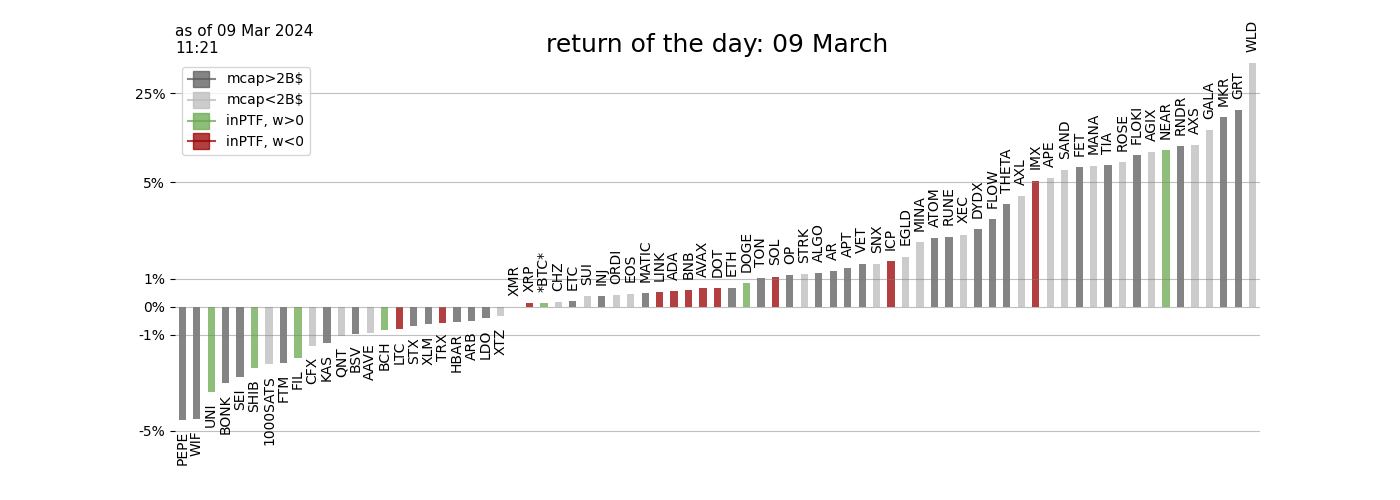 as of 09 Mar 2024
11:21
return of the day: 09 March
mcap>2B$
mcap<2B$
inPTF, w>0
inPTF, w<0
25%
5%
1%
0%
-1%
-5%
PEPE
WIF
UNI
BONK
SEI
SHIB
1000SATS
FTM
FIL
CFX
KAS
QNT
BSV
AAVE
BCH
LTC
STX
XLM
TRX
HBAR
ARB
LDO
XTZ
XMR
XRP
*BTC*
CHZ
ETC
SUI
INJ
ORDI
EOS
MATIC
LINK
ADA
BNB
AVAX
DOT
ETH
DOGE
TON
SOL
OP
STRK
ALGO
AR
APT
VET
SNX
ICP
EGLD
MINA
ATOM
RUNE
XEC
DYDX
FLOW
THETA
AXL
IMX
APE
SAND
FET
MANA
TIA
ROSE
FLOKI
AGIX
NEAR
RNDR
AXS
GALA
MKR
GRT
WLD